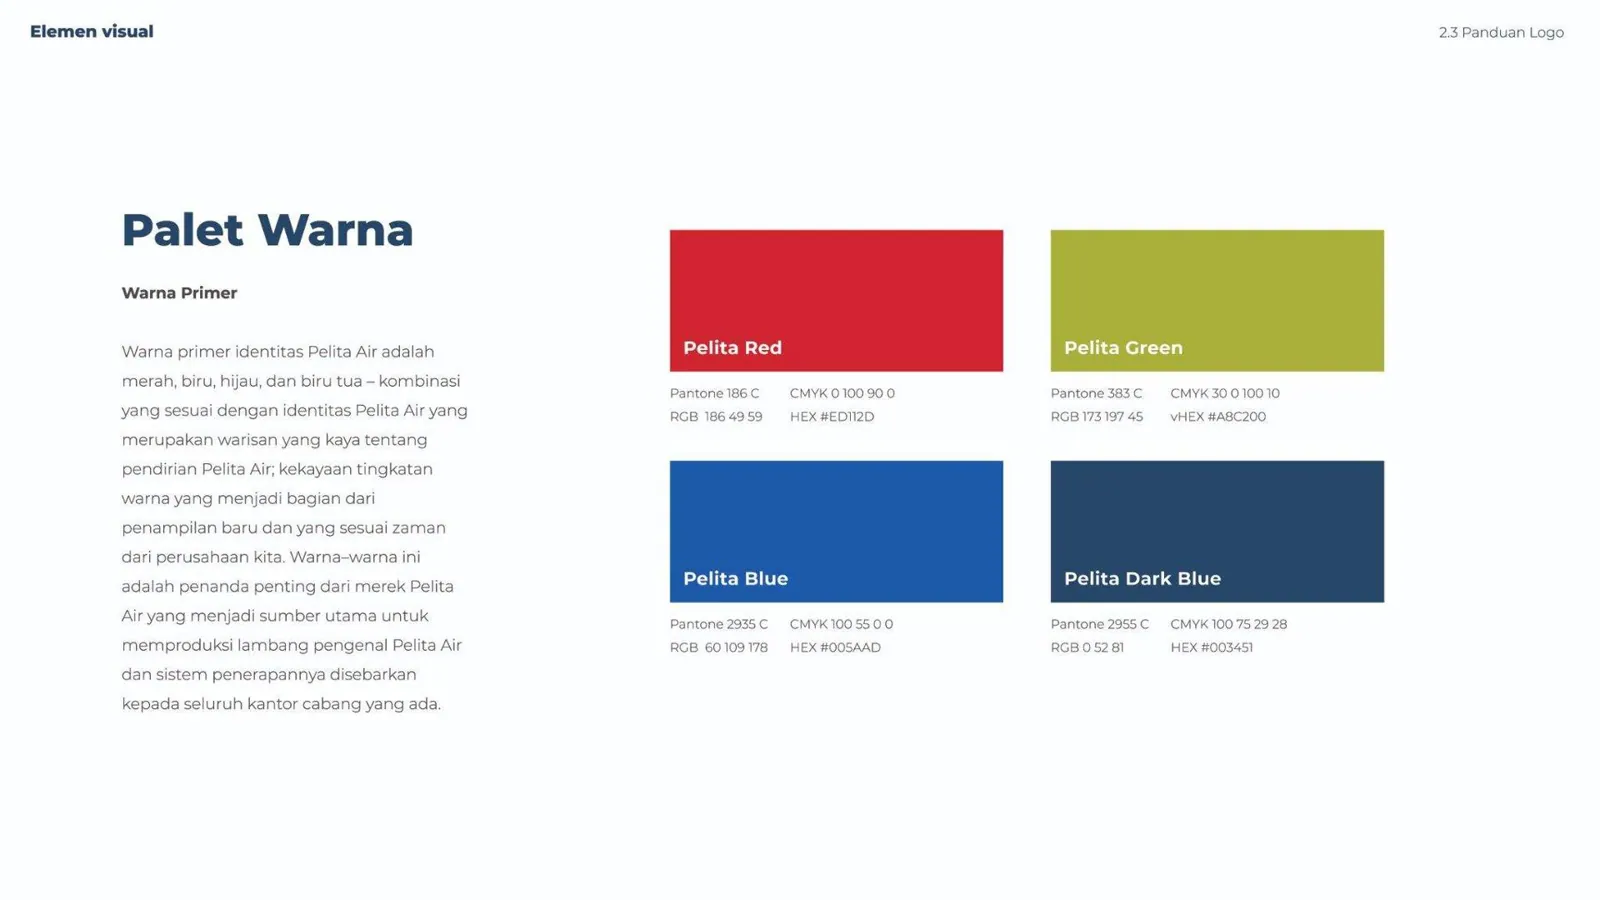 Elemen visual
2.3 Panduan Logo
Palet Warna
Warna Primer
Warna primer identitas Pelita Air adalah
merah, biru, hijau, dan biru tua – kombinasi
yang sesuai dengan identitas Pelita Air yang
merupakan warisan yang kaya tentang
pendirian Pelita Air; kekayaan tingkatan
warna yang menjadi bagian dari
penampilan baru dan yang sesuai zaman
dari perusahaan kita. Warna–warna ini
adalah penanda penting dari merek Pelita
Air yang menjadi sumber utama untuk
memproduksi lambang pengenal Pelita Air
dan sistem penerapannya disebarkan
kepada seluruh kantor cabang yang ada.
Pelita Red
Pantone 186 C CMYK 0 100 90 0
RGB 186 49 59 HEX #ED112D
Pelita Green
Pantone 383 C CMYK 30 0 100 10
RGB 173 197 45 vHEX #A8C200
Pelita Blue
Pantone 2935 C CMYK 100 55 0 0
RGB 60 109 178 HEX #005AAD
Pelita Dark Blue
Pantone 2955 C CMYK 100 75 29 28
RGB 0 52 81 HEX #003451